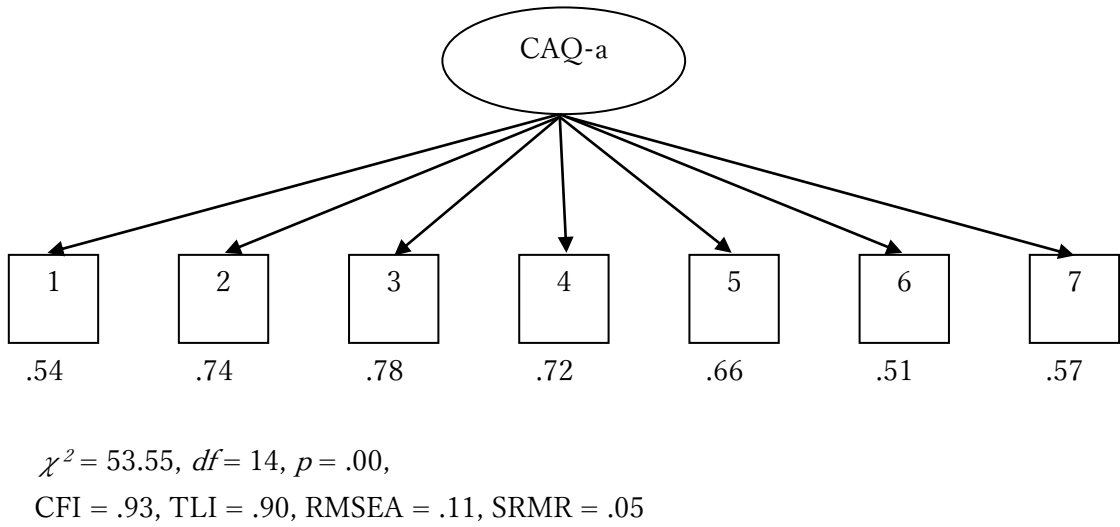 CAQ-a
1 2 3 4 5 6 7
.54 .74 .78 .72 .66 .51 .57
χ² = 53.55, df = 14, p = .00,
CFI = .93, TLI = .90, RMSEA = .11, SRMR = .05